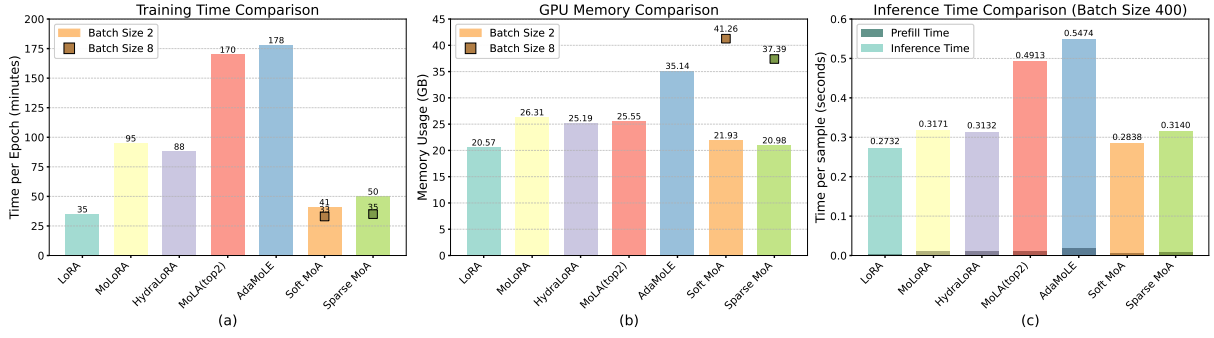 Training Time Comparison
Time per Epoch (minutes)
200
175
150
125
100
75
50
25
0
Batch Size 2
Batch Size 8
35
95
88
170
178
41
33
50
35
LoRA
MoLoRA
HydraLoRA
MoLA(top2)
AdaMoLE
Soft MoA
Sparse MoA
(a)
GPU Memory Comparison
Memory Usage (GB)
45
40
35
30
25
20
15
10
5
0
Batch Size 2
Batch Size 8
20.57
26.31
25.19
25.55
35.14
21.93
41.26
20.98
37.39
LoRA
MoLoRA
HydraLoRA
MoLA(top2)
AdaMoLE
Soft MoA
Sparse MoA
(b)
Inference Time Comparison (Batch Size 400)
Time per sample (seconds)
0.6
0.5
0.4
0.3
0.2
0.1
0.0
Prefill Time
Inference Time
0.2732
0.3171
0.3132
0.4913
0.5474
0.2838
0.3140
LoRA
MoLoRA
HydraLoRA
MoLA(top2)
AdaMoLE
Soft MoA
Sparse MoA
(c)